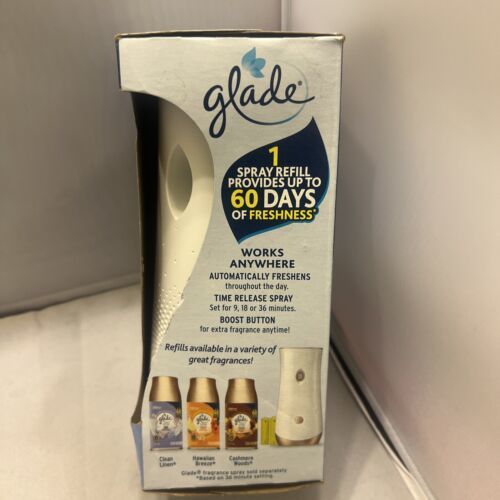 glade®
1
SPRAY REFILL
PROVIDES UP TO
60 DAYS
OF FRESHNESS*
WORKS
ANYWHERE
AUTOMATICALLY FRESHENS
throughout the day.
TIME RELEASE SPRAY
Set for 9, 18 or 36 minutes.
BOOST BUTTON
for extra fragrance anytime!
Refills available in a variety of
great fragrances!
glade glade glade
Clean
Linen®
Hawaiian
Breeze®
Cashmere
Woods®
Glade® fragrance spray sold separately
*Based on 36 minute setting